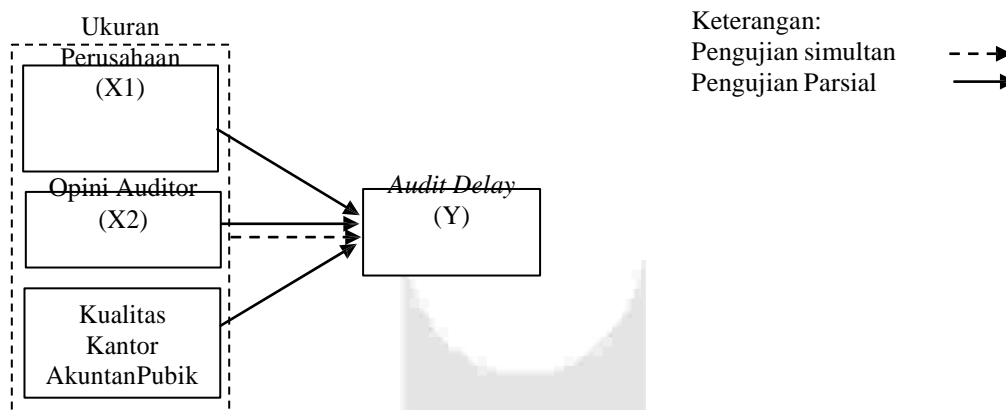 Ukuran
Perusahaan
(X1)
Opini Auditor
(X2)
Kualitas
Kantor
AkuntanPubik
Audit Delay
(Y)
Keterangan:
Pengujian simultan
Pengujian Parsial